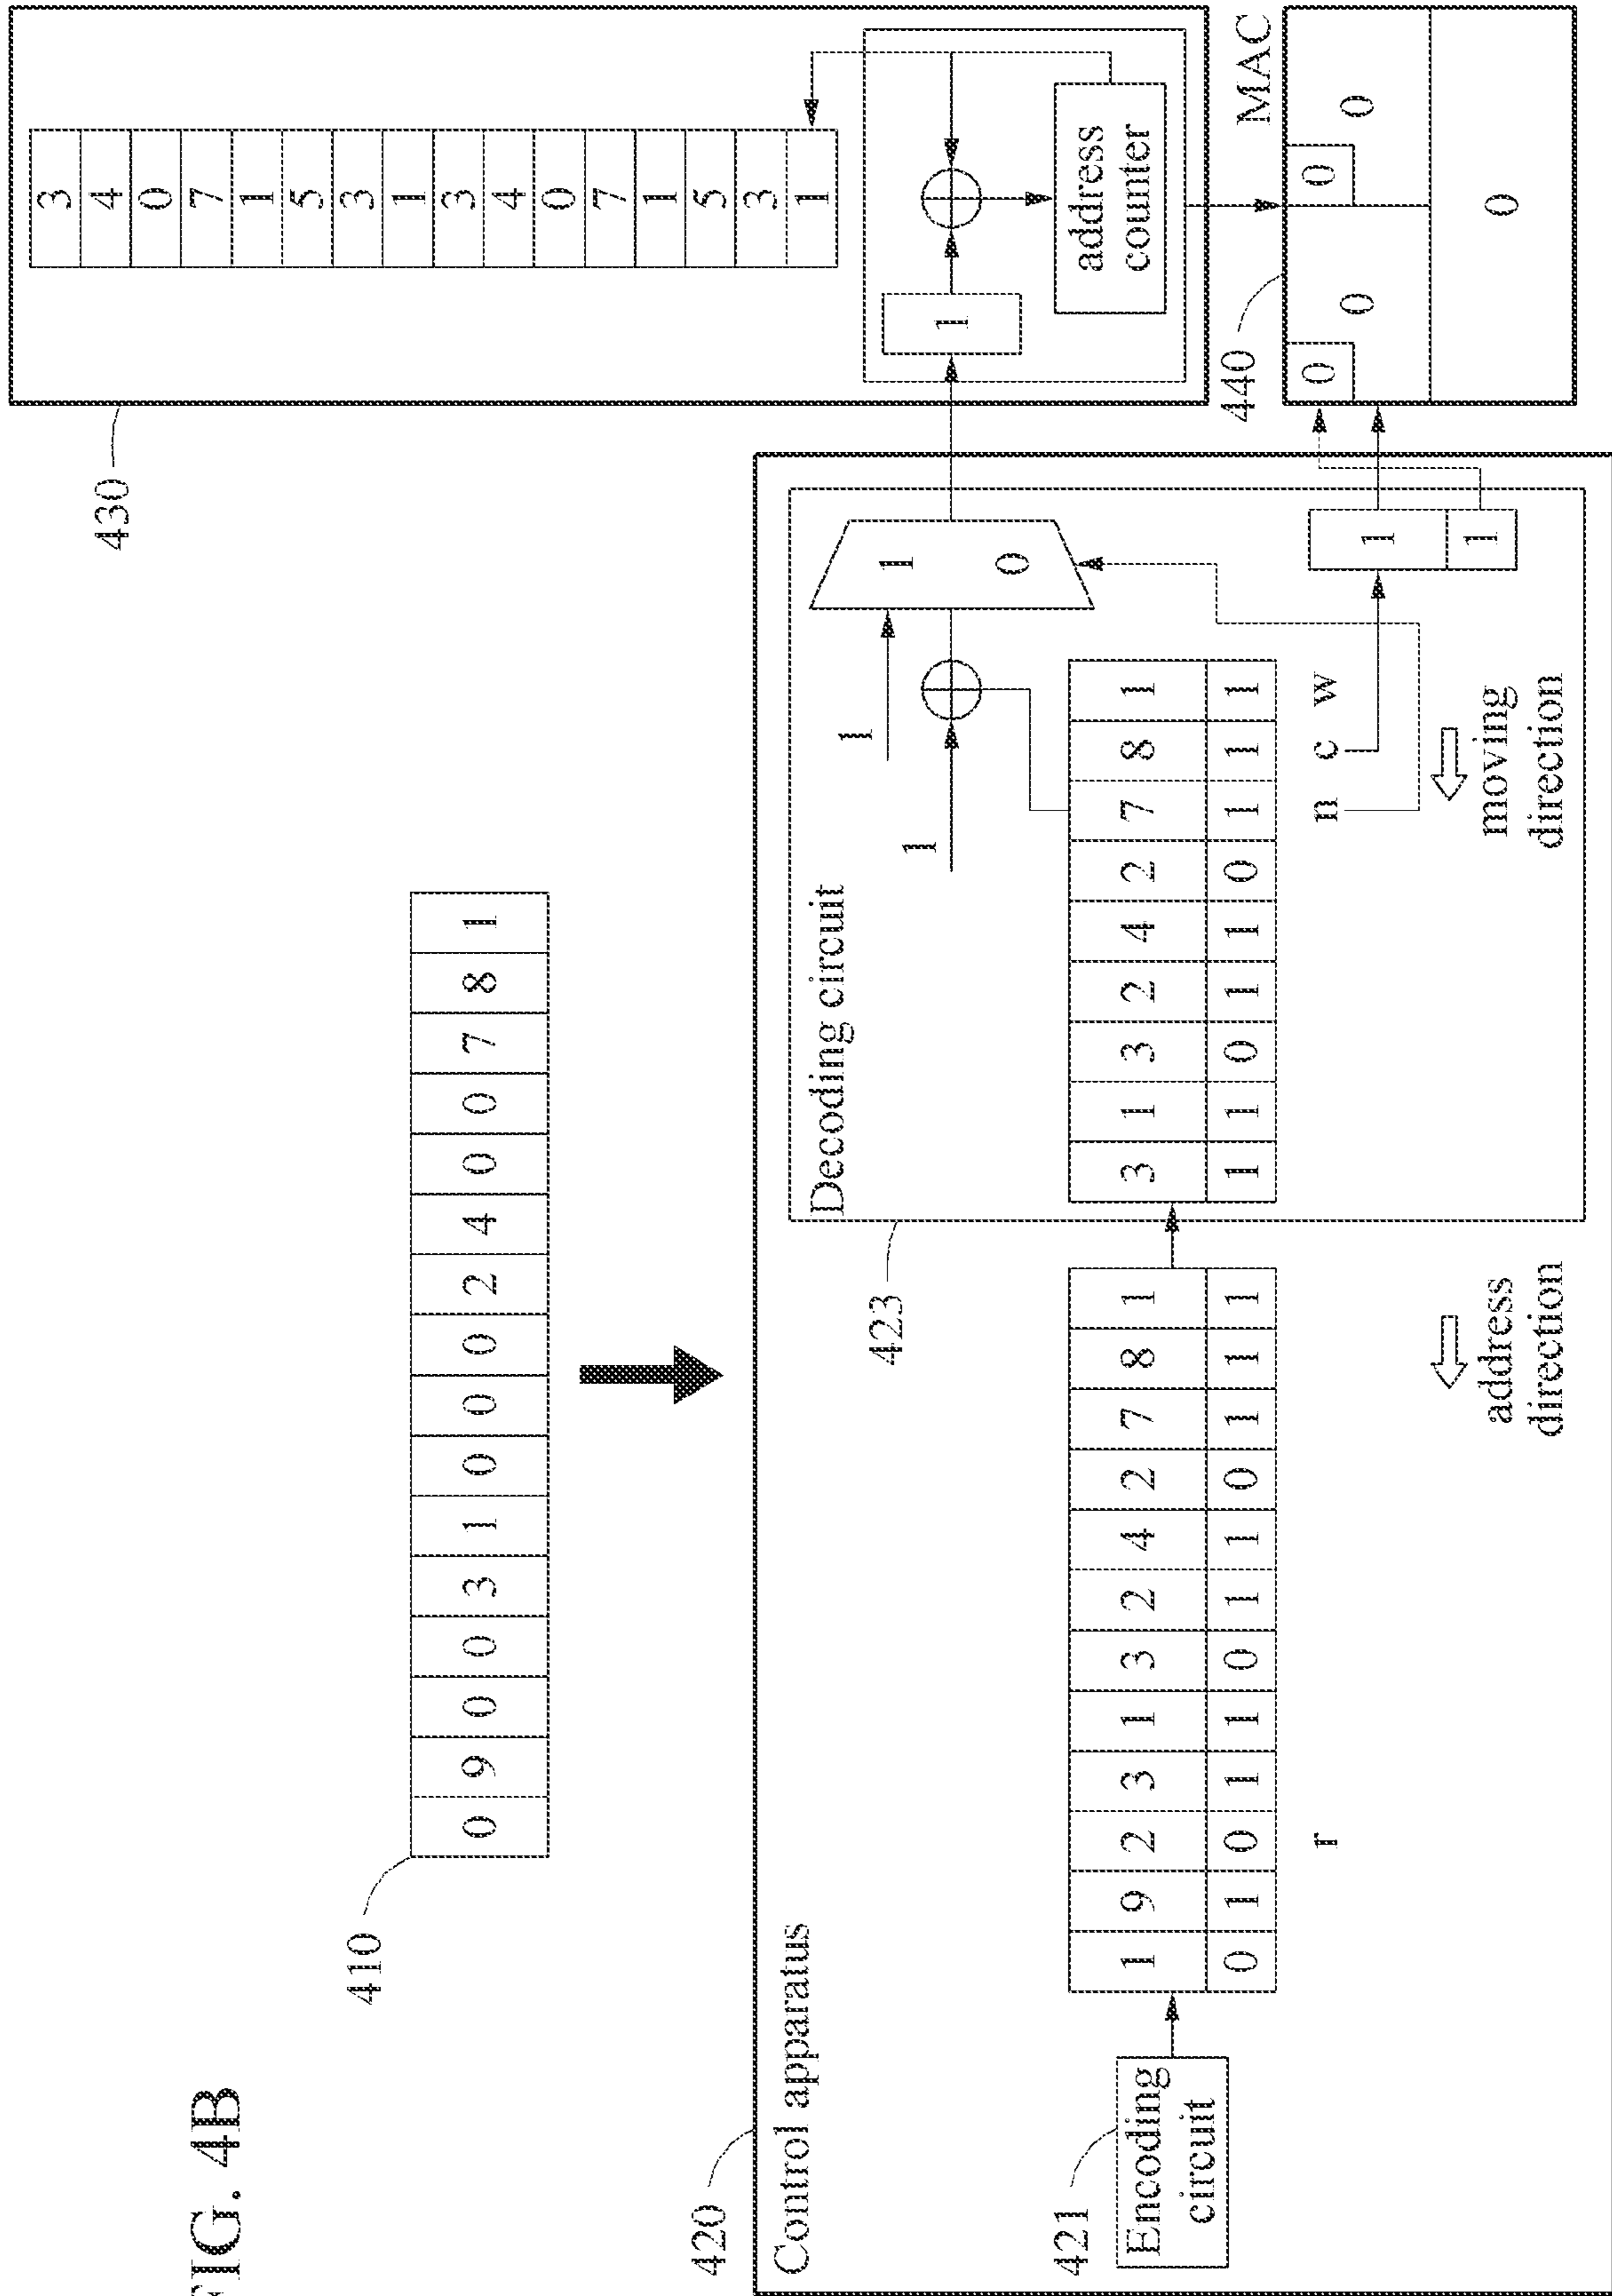 FIG. 4B
410
0 9 0 0 3 1 0 0 0 2 4 0 0 7 8 1
420
Control apparatus
421
Encoding
circuit
1 9 2 3 1 3 2 4 2 7 8 1
0 1 0 1 1 0 1 1 0 1 1 1
r
address
direction
423
Decoding circuit
3 1 3 2 4 2 7 8 1
1 1 0 1 1 0 1 1 1
n c w
moving
direction
1
1
1
0
1
1
430
3
4
0
7
1
5
3
1
3
4
0
7
1
5
3
1
1
address
counter
440
MAC
0 0
0 0
0